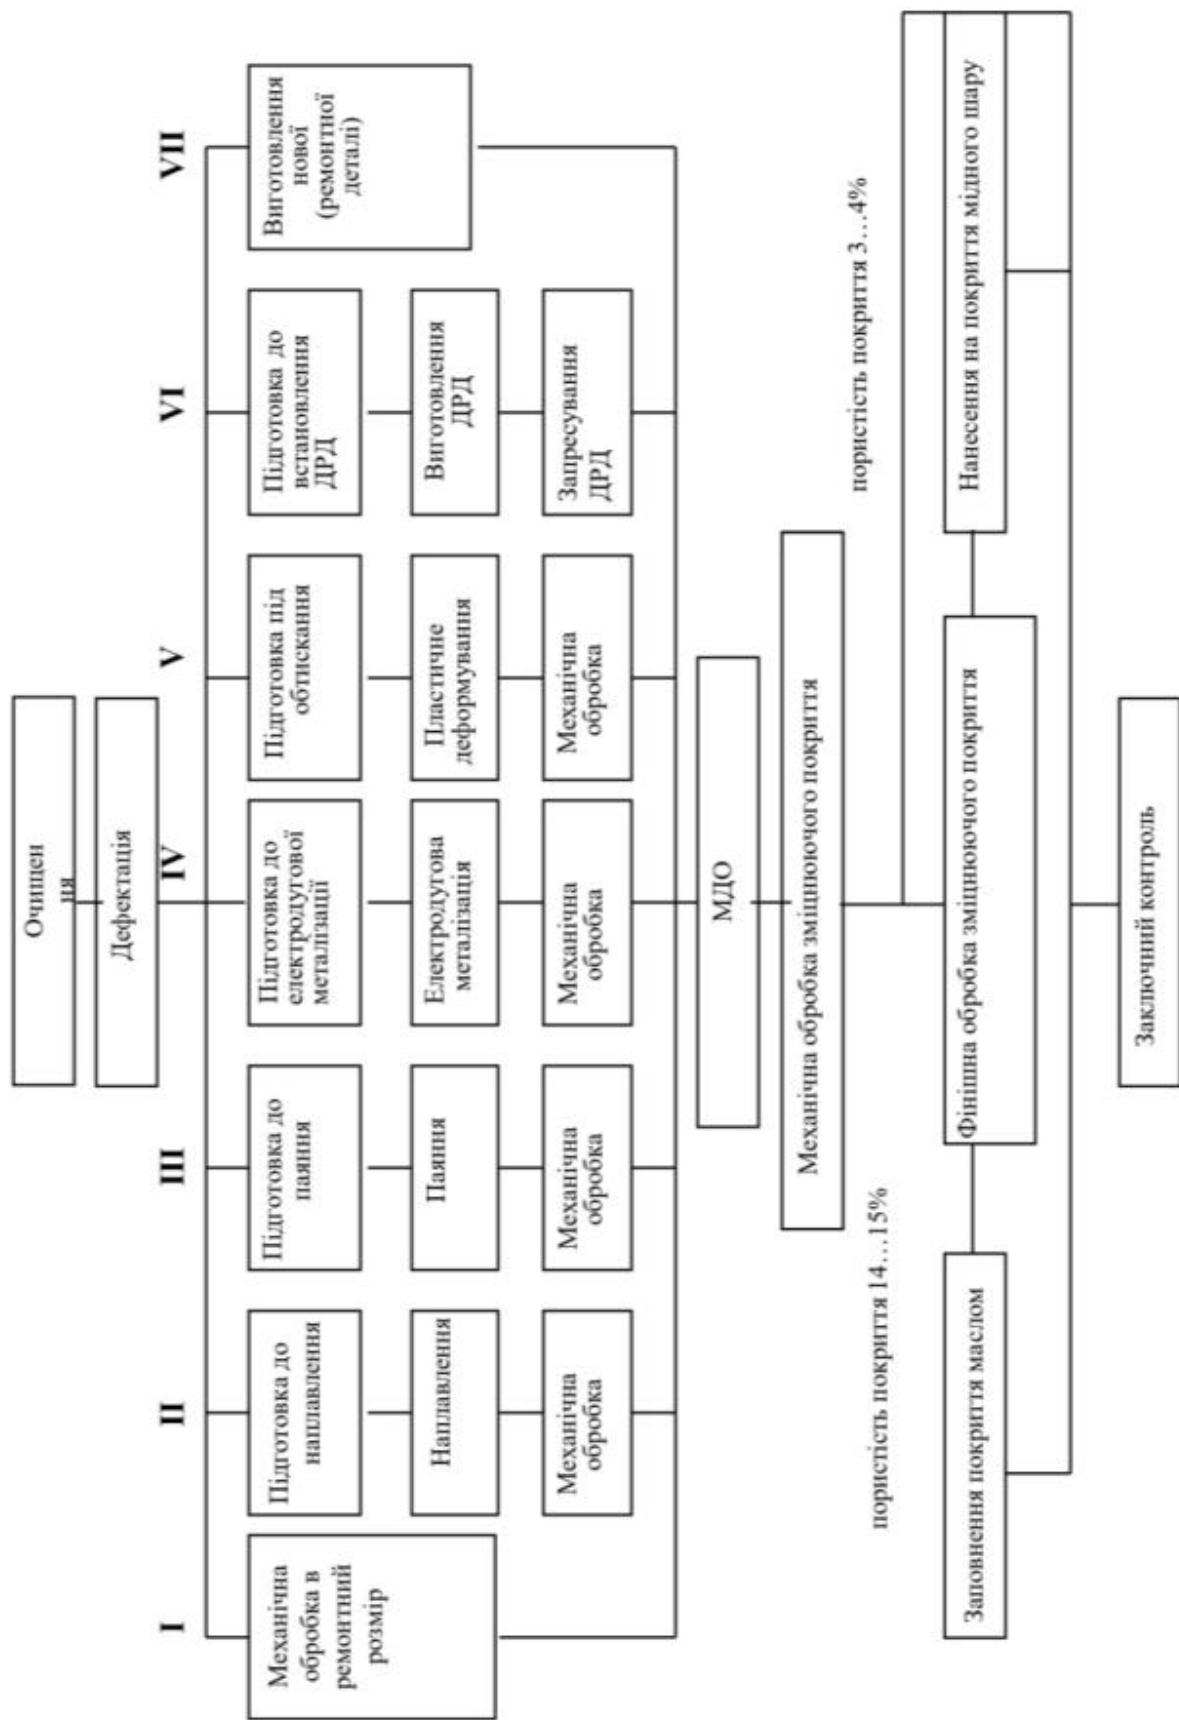 Очищен
ня
Дефектація
I
II
III
IV
V
VI
VII
Механічна
обробка в
ремонтний
розмір
Підготовка до
наплавлення
Наплавлення
Механічна
обробка
Підготовка до
паяння
Паяння
Механічна
обробка
Підготовка до
електродугової
металізації
Електродугова
металізація
Механічна
обробка
Підготовка під
обтискання
Пластичне
деформування
Механічна
обробка
Підготовка до
встановлення
ДРД
Виготовлення
ДРД
Запресування
ДРД
Виготовлення
нової
(ремонтної
деталі)
МДО
Механічна обробка зміцнюючого покриття
пористість покриття 14…15%
пористість покриття 3…4%
Заповнення покриття маслом
Фінішна обробка зміцнюючого покриття
Нанесення на покриття мідного шару
Заключний контроль